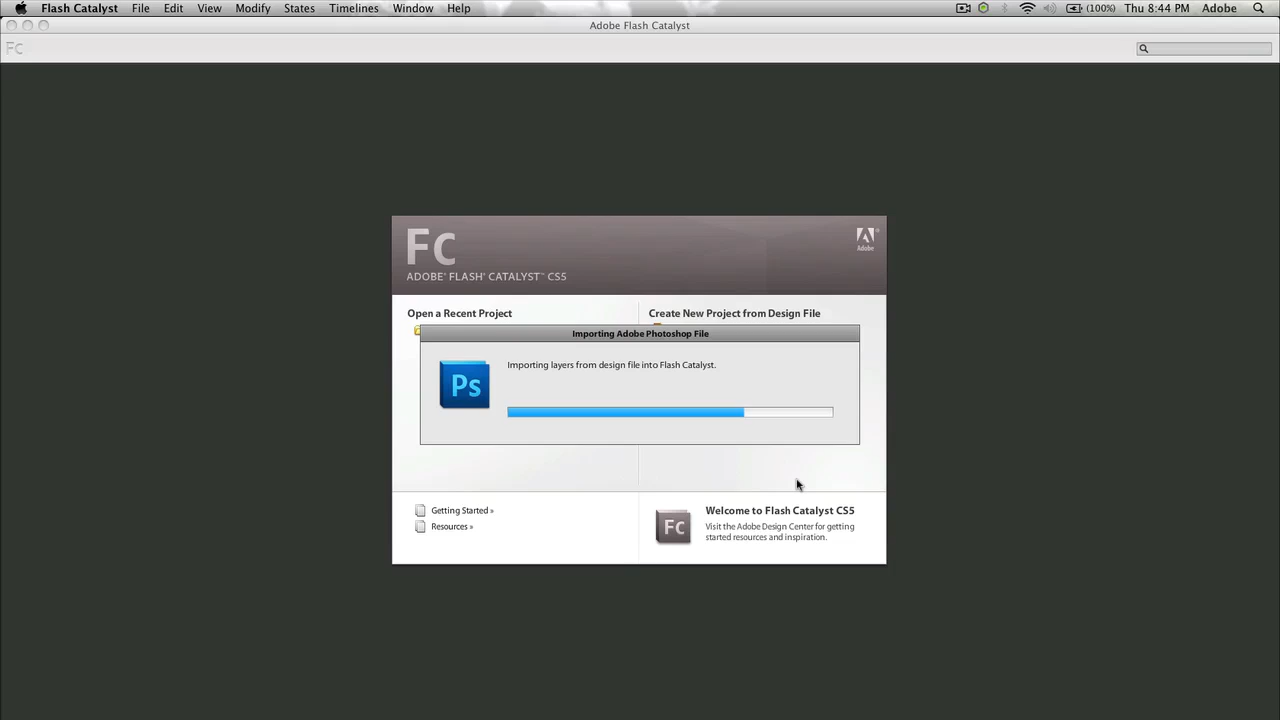 Flash Catalyst File Edit View Modify States Timelines Window Help (100%) Thu 8:44 PM Adobe
Adobe Flash Catalyst
Fc
Fc
Adobe
ADOBE® FLASH® CATALYST™ CS5
Open a Recent Project
Create New Project from Design File
Importing Adobe Photoshop File
Ps
Importing layers from design file into Flash Catalyst.
Getting Started »
Resources »
Fc
Welcome to Flash Catalyst CS5
Visit the Adobe Design Center for getting
started resources and inspiration.